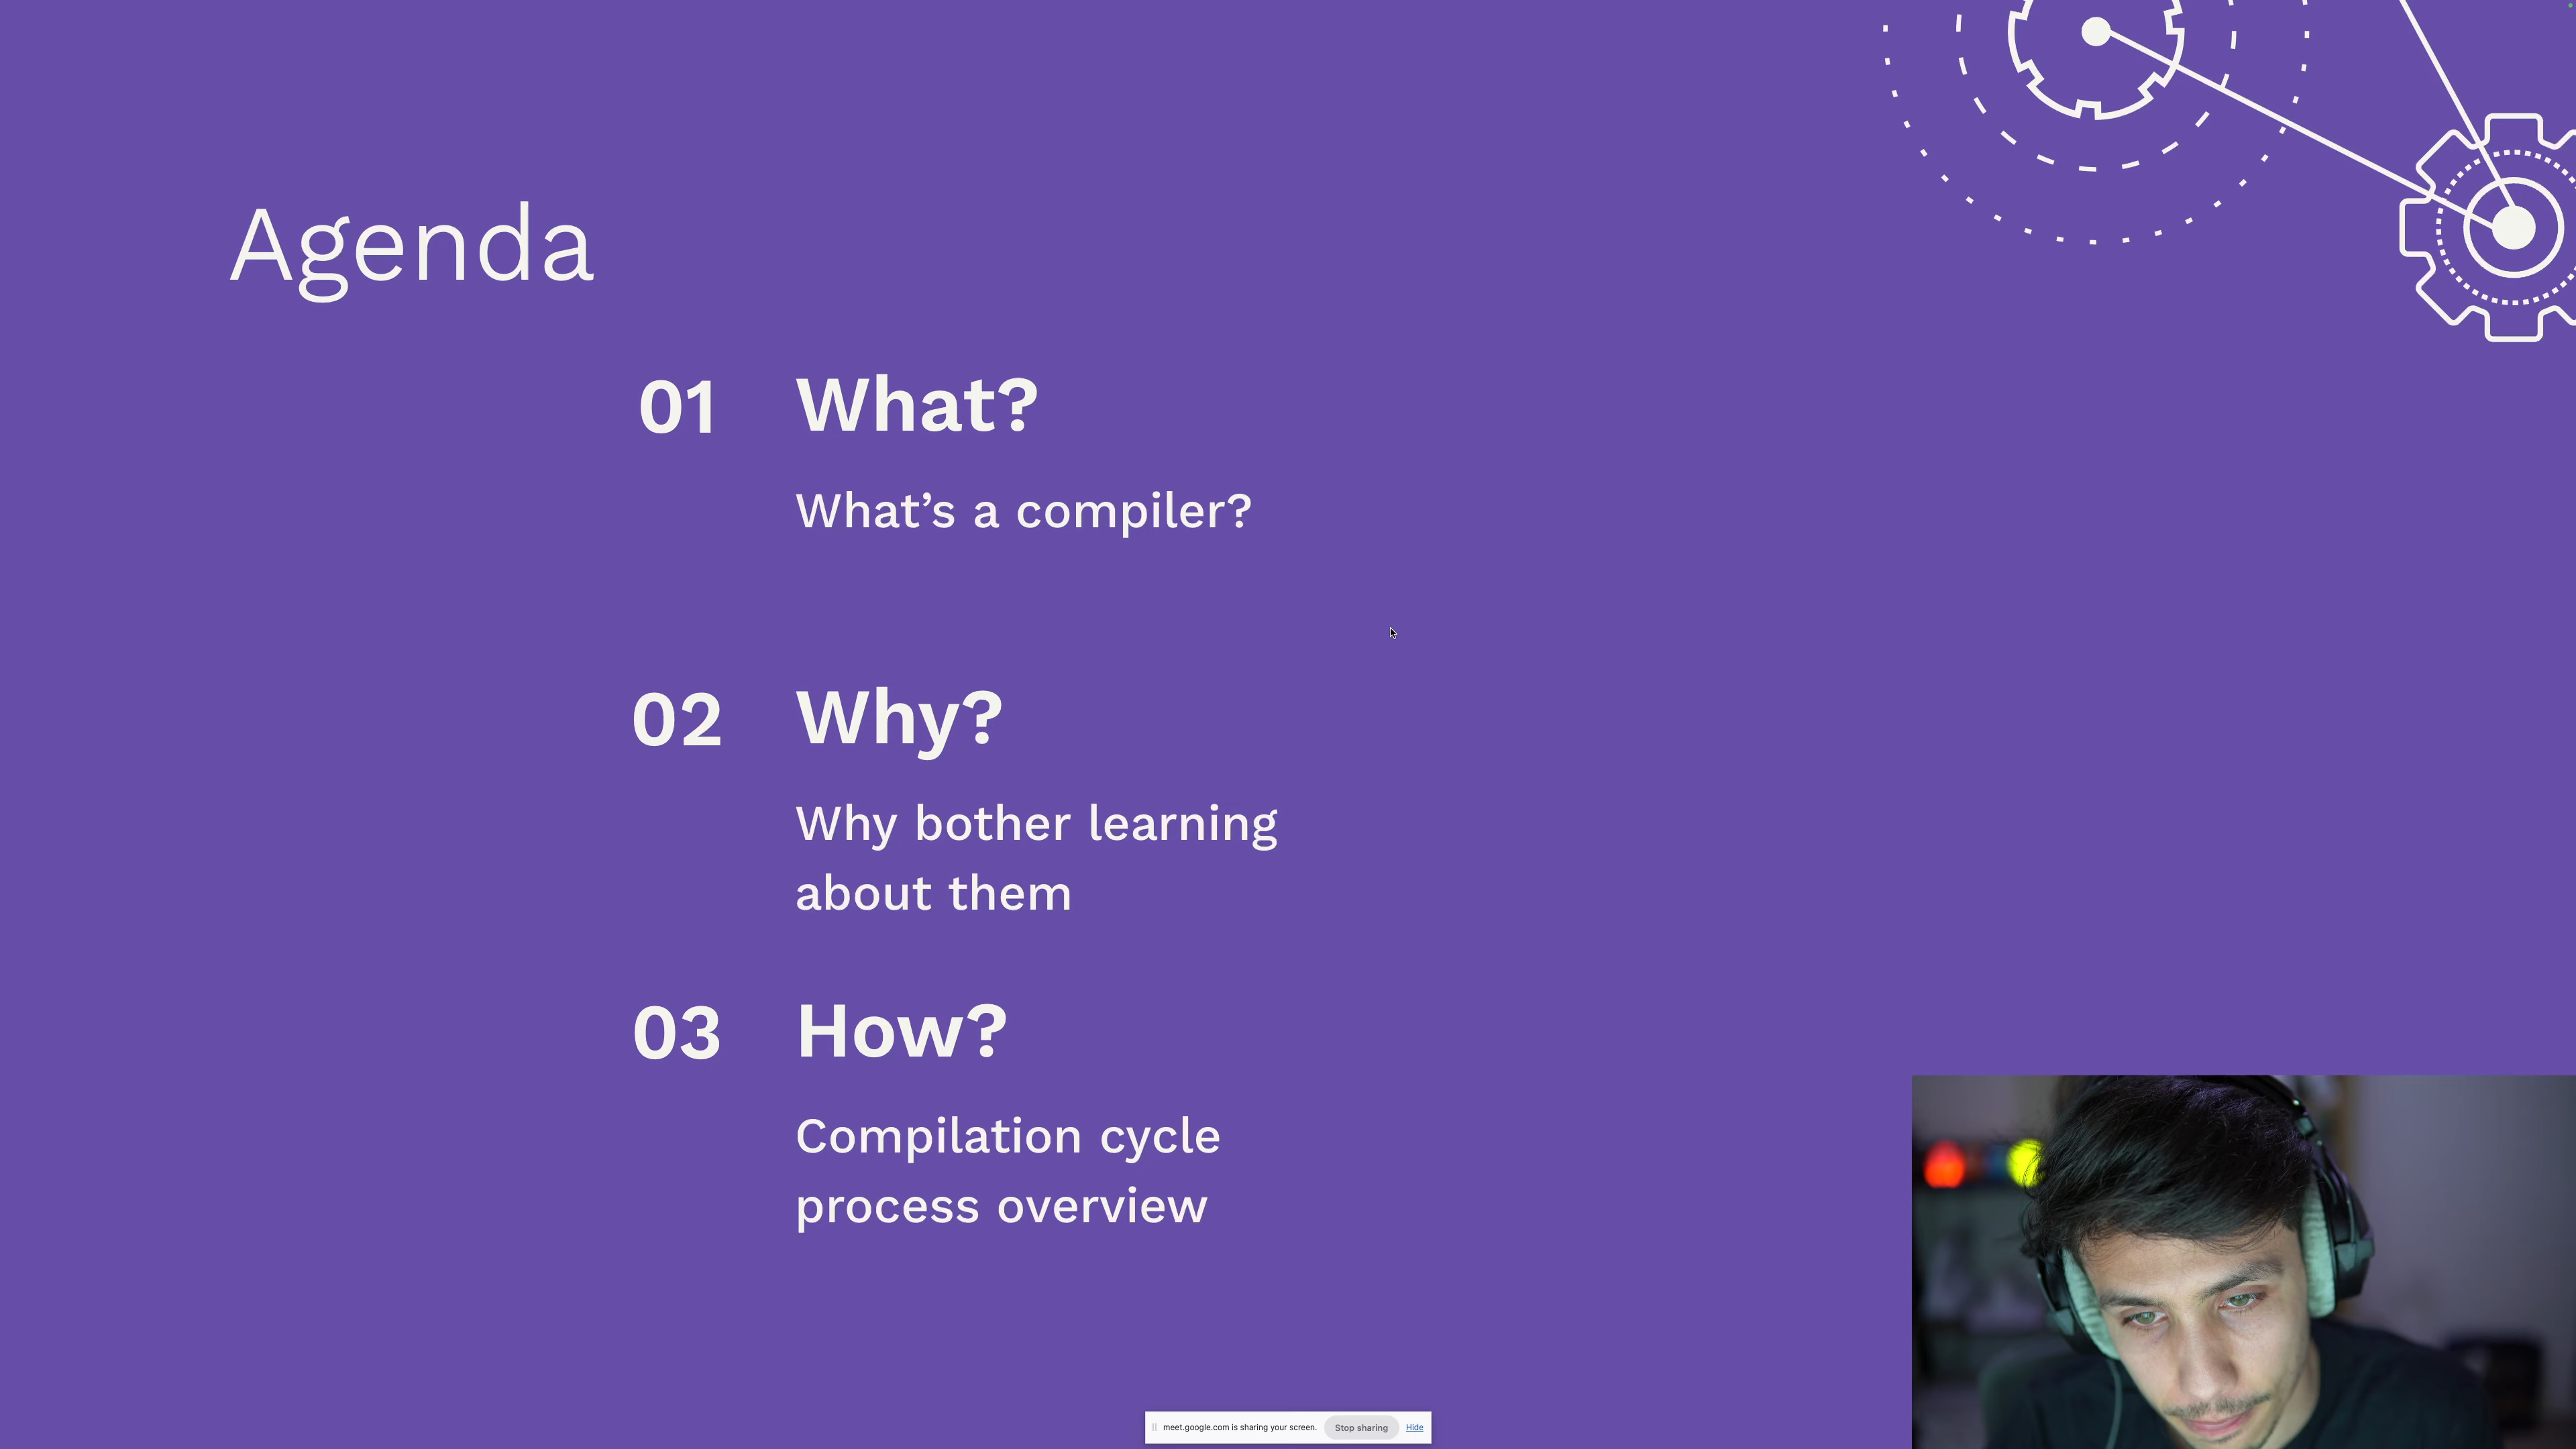 Agenda
01 What?
What’s a compiler?
02 Why?
Why bother learning
about them
03 How?
Compilation cycle
process overview
meet.google.com is sharing your screen. Stop sharing Hide